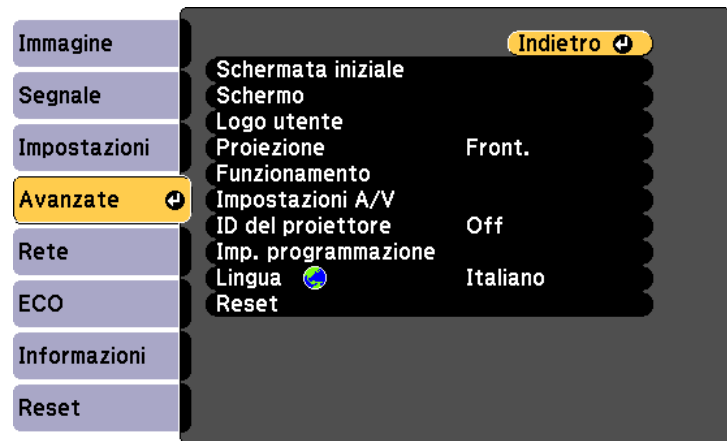 Immagine
Segnale
Impostazioni
Avanzate
Rete
ECO
Informazioni
Reset
Indietro
Schermata iniziale
Schermo
Logo utente
Proiezione Front.
Funzionamento
Impostazioni A/V
ID del proiettore Off
Imp. programmazione
Lingua Italiano
Reset